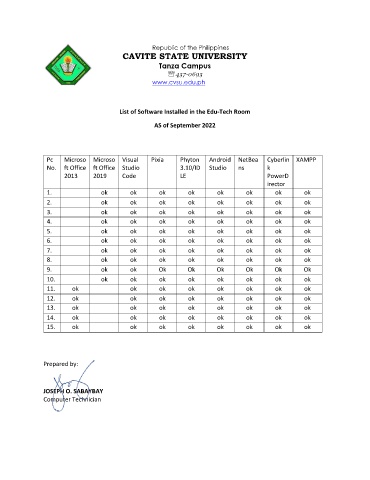 Republic of the Philippines
CAVITE STATE UNIVERSITY
Tanza Campus
☏ 437-0693
www.cvsu.edu.ph
List of Software Installed in the Edu-Tech Room
AS of September 2022
Pc No. Microsoft Office 2013 Microsoft Office 2019 Visual Studio Code Pixia Phyton 3.10/IDLE Android Studio NetBeans Cyberlink PowerDirector XAMPP
1. ok ok ok ok ok ok ok ok
2. ok ok ok ok ok ok ok ok
3. ok ok ok ok ok ok ok ok
4. ok ok ok ok ok ok ok ok
5. ok ok ok ok ok ok ok ok
6. ok ok ok ok ok ok ok ok
7. ok ok ok ok ok ok ok ok
8. ok ok ok ok ok ok ok ok
9. ok ok Ok Ok Ok Ok Ok Ok
10. ok ok ok ok ok ok ok ok
11. ok ok ok ok ok ok ok ok
12. ok ok ok ok ok ok ok ok
13. ok ok ok ok ok ok ok ok
14. ok ok ok ok ok ok ok ok
15. ok ok ok ok ok ok ok ok
Prepared by:
JOSEPH O. SABAYBAY
Computer Technician